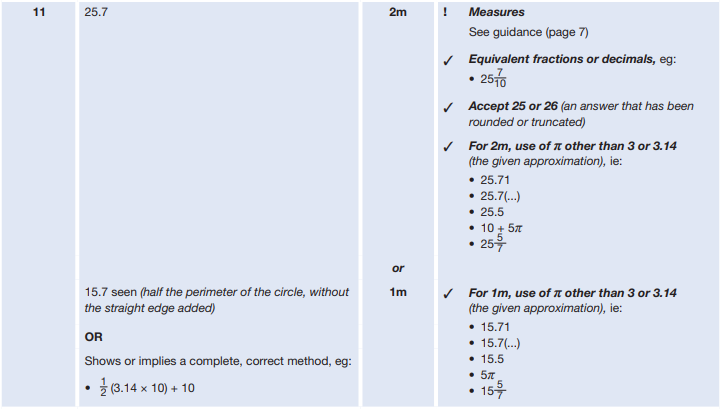 11
25.7
2m
! Measures
See guidance (page 7)
✓ Equivalent fractions or decimals, eg:
• 25 7/10
✓ Accept 25 or 26 (an answer that has been
rounded or truncated)
✓ For 2m, use of π other than 3 or 3.14
(the given approximation), ie:
• 25.71
• 25.7(...)
• 25.5
• 10 + 5π
• 25 5/7
or
15.7 seen (half the perimeter of the circle, without
the straight edge added)
OR
Shows or implies a complete, correct method, eg:
• 1/2 (3.14 × 10) + 10
1m
✓ For 1m, use of π other than 3 or 3.14
(the given approximation), ie:
• 15.71
• 15.7(...)
• 15.5
• 5π
• 15 5/7